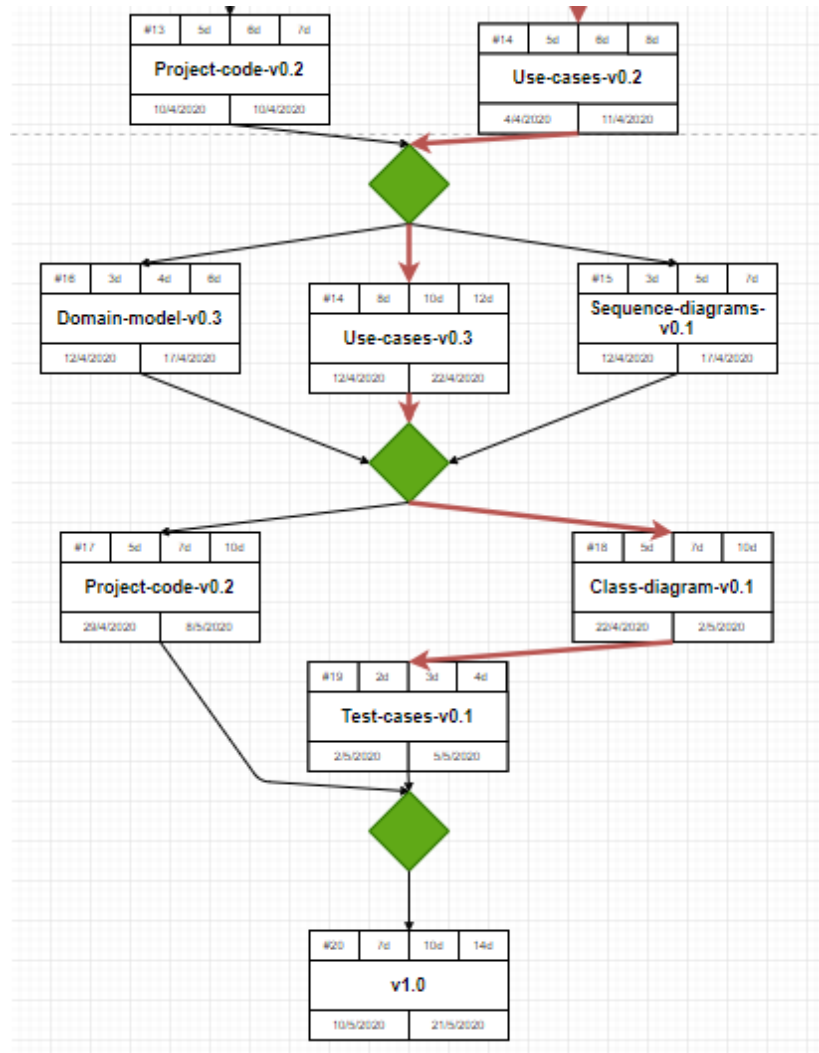 #13 5d 6d 7d
Project-code-v0.2
10/4/2020 10/4/2020
#14 5d 6d 8d
Use-cases-v0.2
4/4/2020 11/4/2020
#16 3d 4d 6d
Domain-model-v0.3
12/4/2020 17/4/2020
#14 8d 10d 12d
Use-cases-v0.3
12/4/2020 22/4/2020
#15 3d 5d 7d
Sequence-diagrams-
v0.1
12/4/2020 17/4/2020
#17 5d 7d 10d
Project-code-v0.2
29/4/2020 8/5/2020
#18 5d 7d 10d
Class-diagram-v0.1
22/4/2020 2/5/2020
#19 2d 3d 4d
Test-cases-v0.1
2/5/2020 5/5/2020
#20 7d 10d 14d
v1.0
10/5/2020 21/5/2020